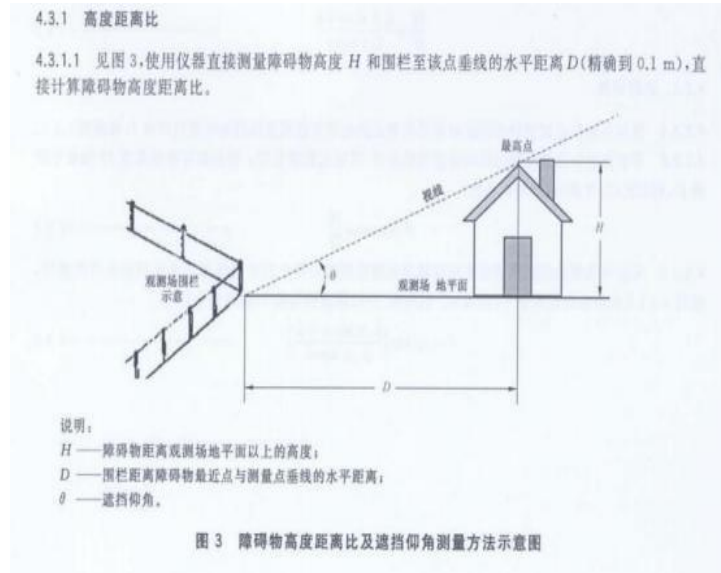 4.3.1 高度距离比
4.3.1.1 见图 3,使用仪器直接测量障碍物高度 H 和围栏至该点垂线的水平距离 D(精确到 0.1 m),直
接计算障碍物高度距离比。
最高点
视线
H
观测场围栏
示意
θ
观测场 地平面
D
说明:
H ——障碍物距离观测场地平面以上的高度;
D ——围栏距离障碍物最近点与测量点垂线的水平距离;
θ ——遮挡仰角。
图 3 障碍物高度距离比及遮挡仰角测量方法示意图